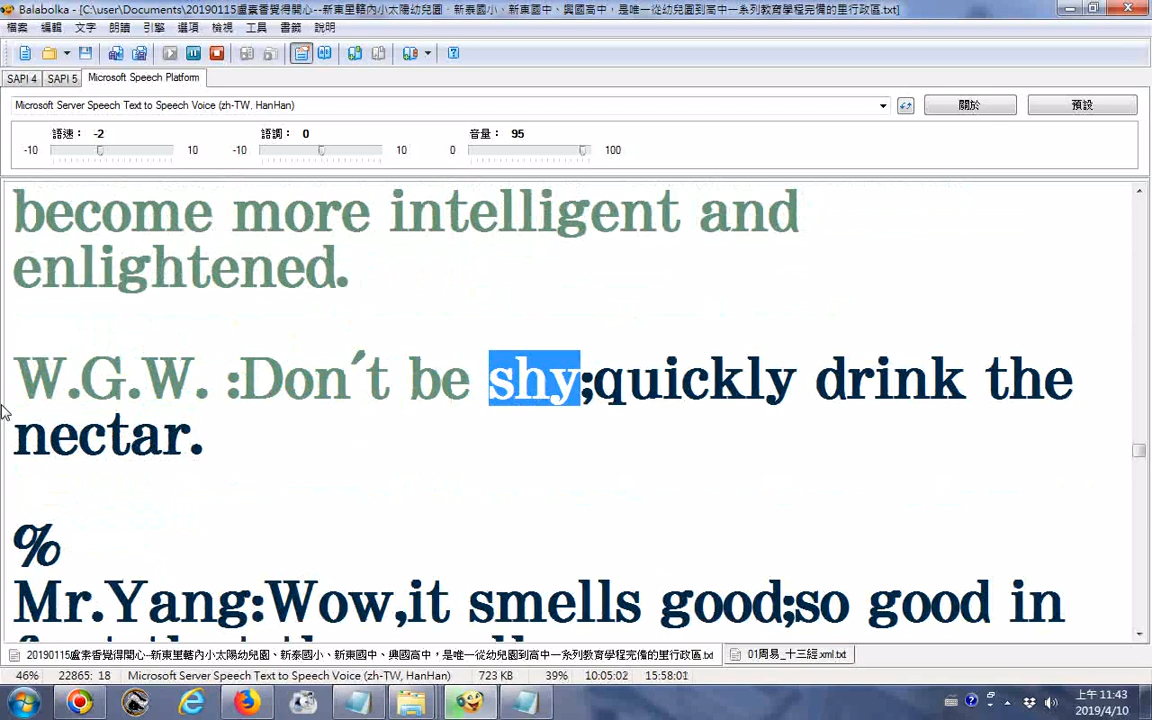 Balabolka - [C:\user\Documents\20190115盧素香覺得開心--新東里轄內小太陽幼兒園、新泰國小、新東國中、興國高中，是唯一從幼兒園到高中一系列教育學程完備的里行政區.txt]
檔案 編輯 文字 朗讀 引擎 選項 檢視 工具 書籤 說明
SAPI 4 SAPI 5 Microsoft Speech Platform
Microsoft Server Speech Text to Speech Voice (zh-TW, HanHan) 關於 預設
語速： -2 語調： 0 音量： 95
-10 10 -10 10 0 100
become more intelligent and
enlightened.
W.G.W. :Don´t be shy;quickly drink the
nectar.
%
Mr.Yang:Wow,it smells good;so good in
20190115盧素香覺得開心--新東里轄內小太陽幼兒園、新泰國小、新東國中、興國高中，是唯一從幼兒園到高中一系列教育學程完備的里行政區.txt 01周易_十三經.xml.txt
46% 22865: 18 Microsoft Server Speech Text to Speech Voice (zh-TW, HanHan) 723 KB 39% 10:05:02 15:58:01
上午 11:43
2019/4/10